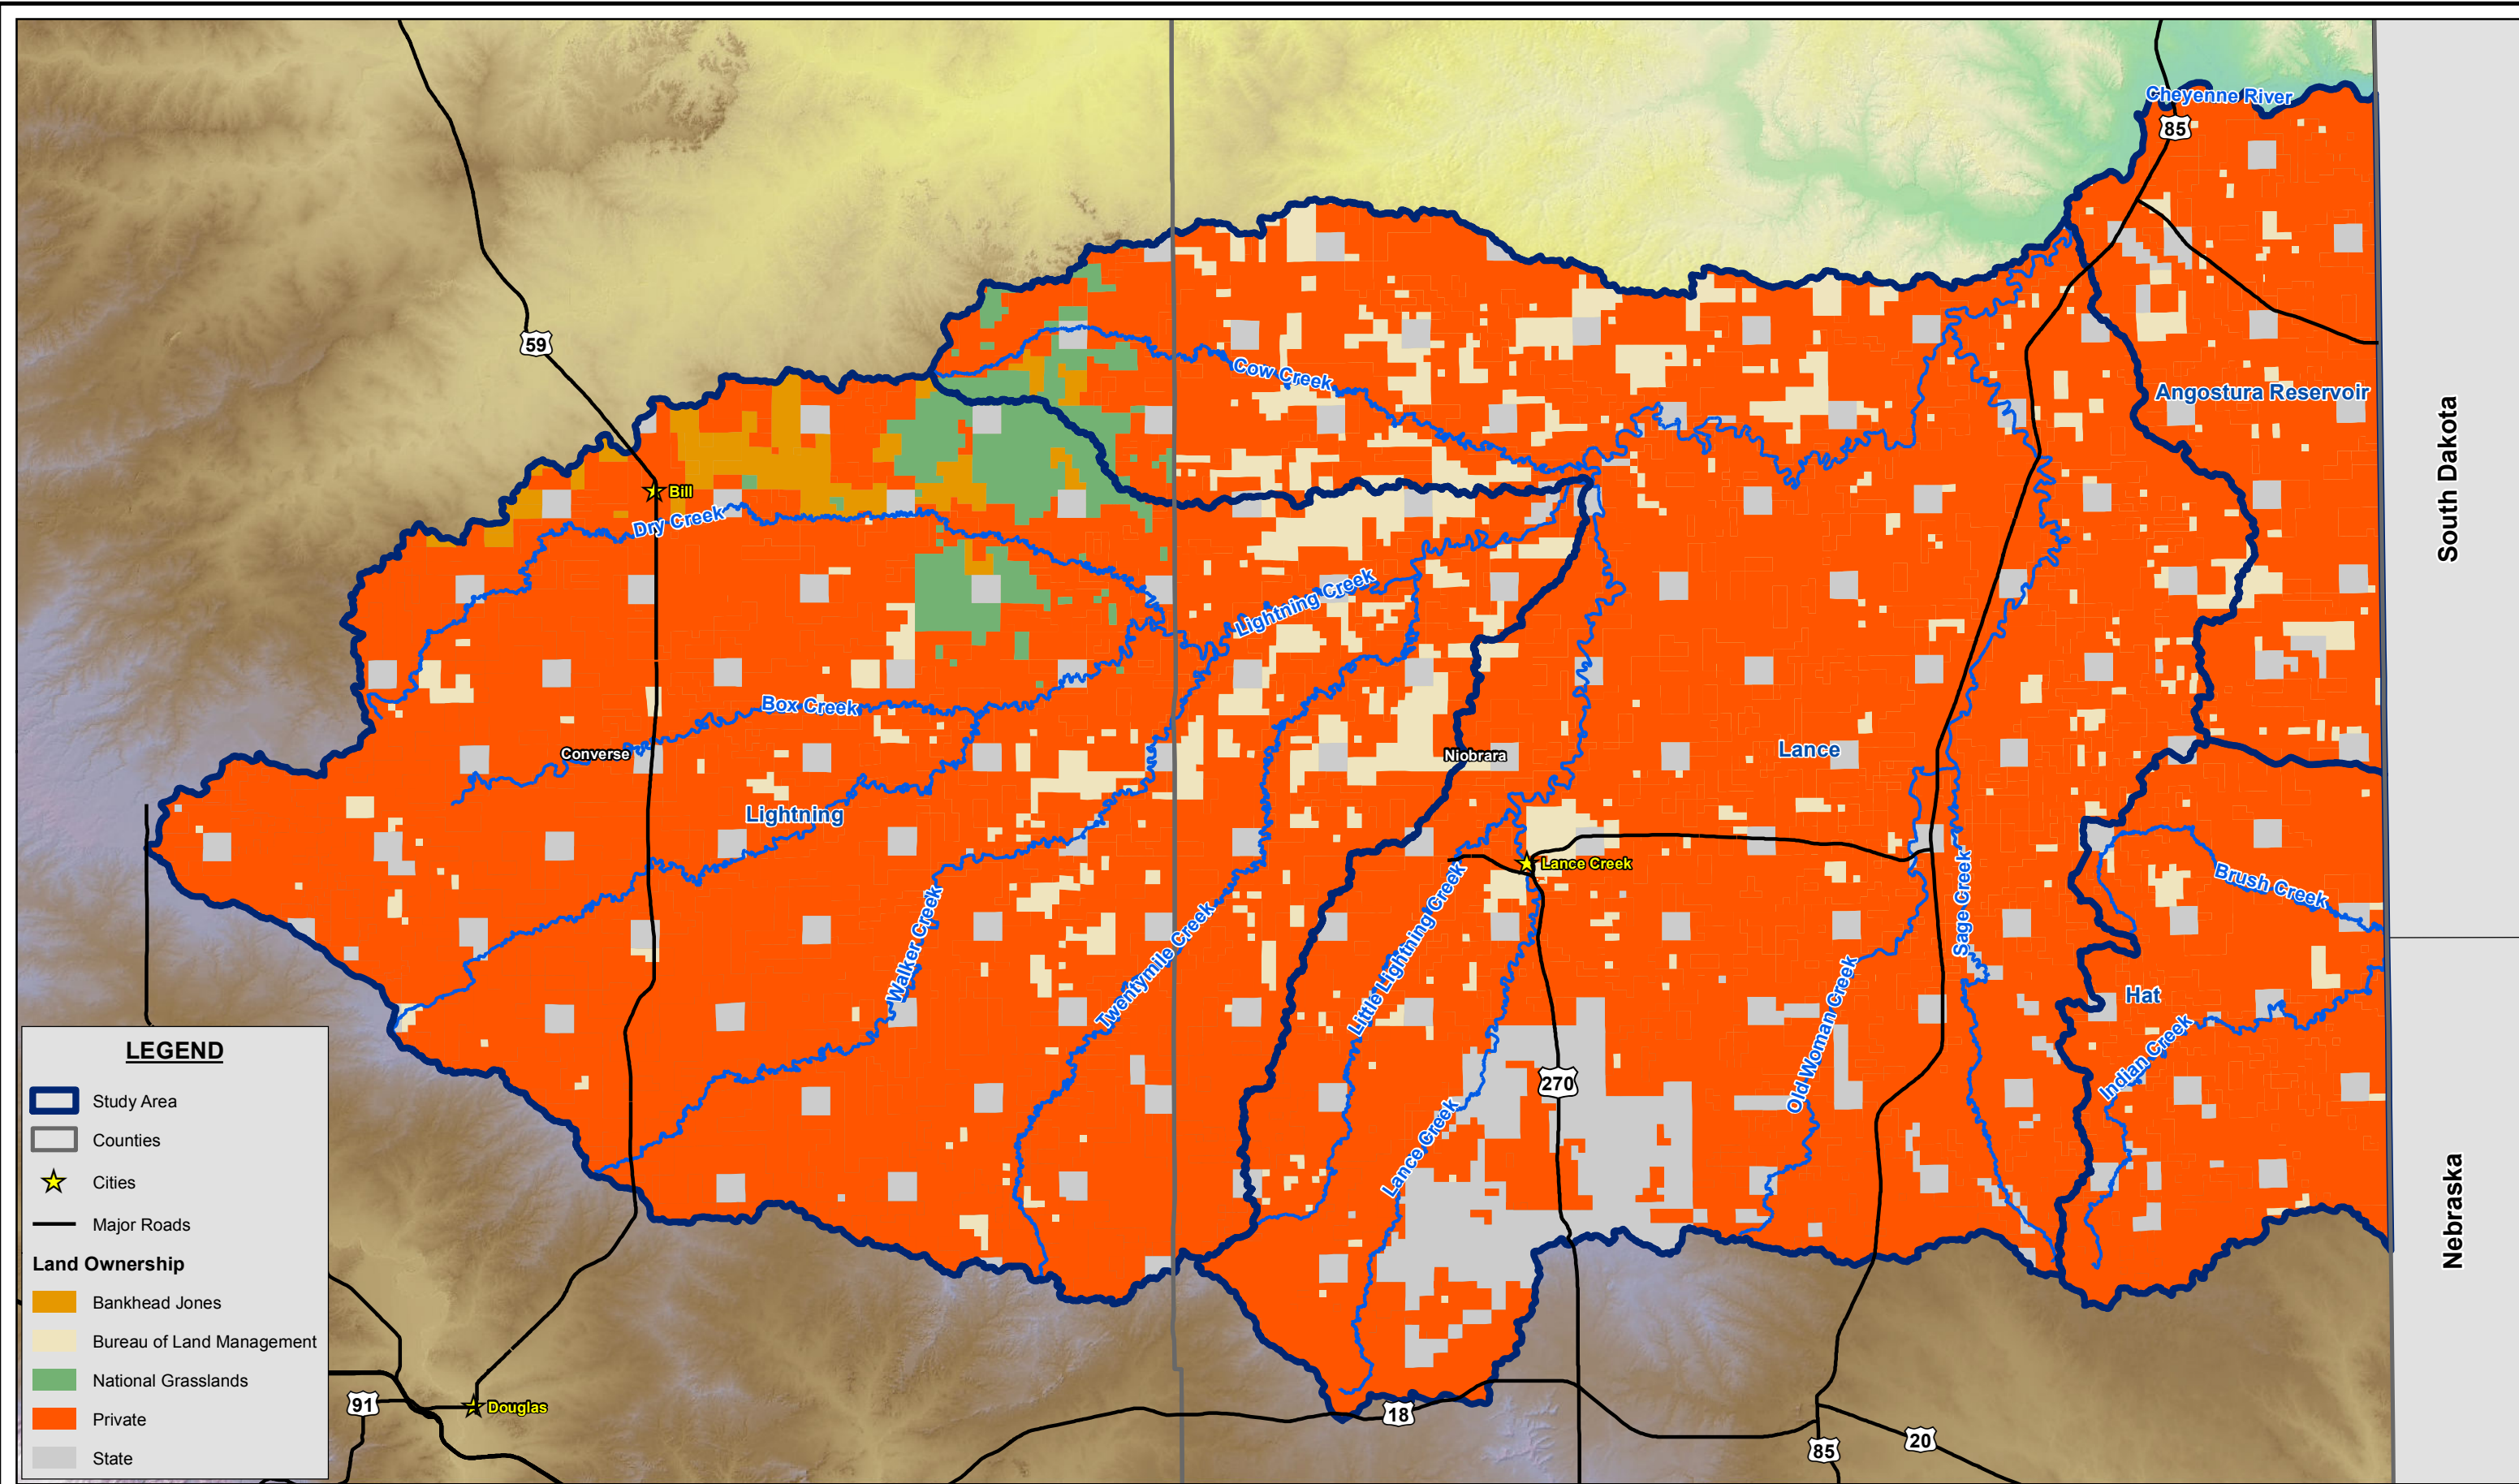 Cheyenne River
85
59
Cow Creek
Angostura Reservoir
South Dakota
Bill
Dry Creek
Lightning Creek
Box Creek
Converse
Niobrara
Lance
Lightning
Lance Creek
Brush Creek
Walker Creek
Twentymile Creek
Little Lightning Creek
Sage Creek
Old Woman Creek
Hat
Indian Creek
270
Lance Creek
Nebraska
LEGEND
Study Area
Counties
Cities
Major Roads
Land Ownership
Bankhead Jones
Bureau of Land Management
National Grasslands
Private
State
91
Douglas
18
85
20